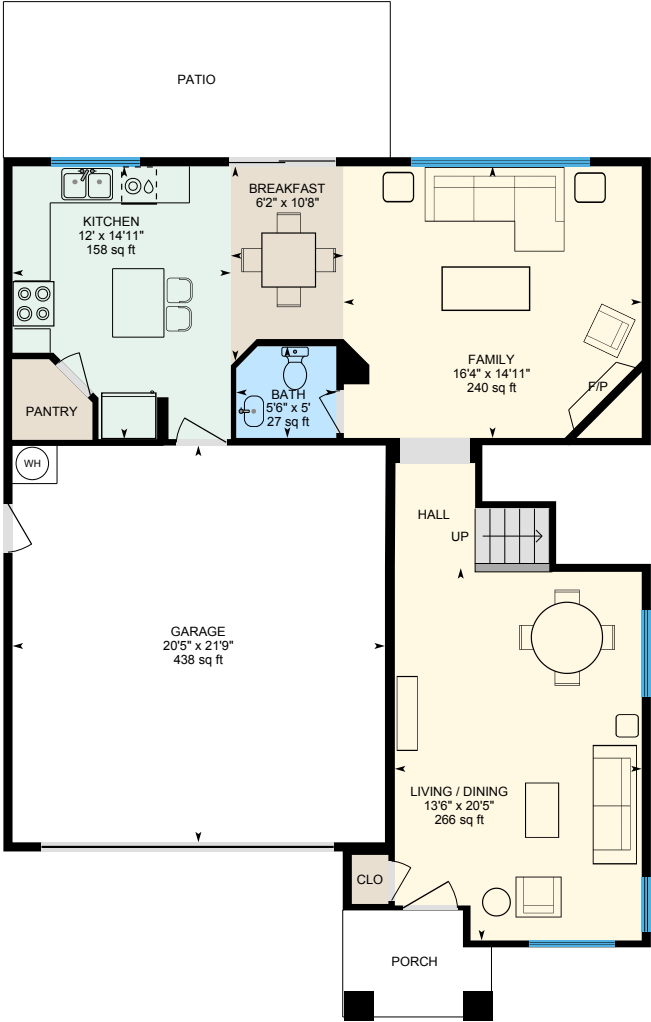 PATIO
BREAKFAST
6'2" x 10'8"
KITCHEN
12' x 14'11"
158 sq ft
FAMILY
16'4" x 14'11"
240 sq ft
F/P
BATH
5'6" x 5'
27 sq ft
PANTRY
WH
HALL
UP
GARAGE
20'5" x 21'9"
438 sq ft
LIVING / DINING
13'6" x 20'5"
266 sq ft
CLO
PORCH